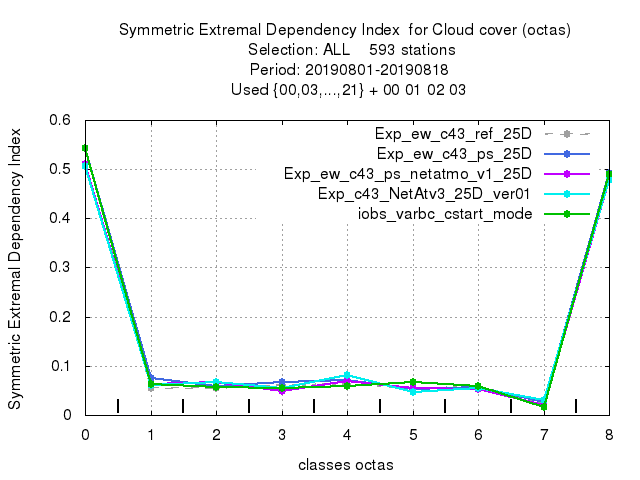 Symmetric Extremal Dependency Index for Cloud cover (octas)
Selection: ALL 593 stations
Period: 20190801-20190818
Used {00,03,...,21} + 00 01 02 03
Exp_ew_c43_ref_25D
Exp_ew_c43_ps_25D
Exp_ew_c43_ps_netatmo_v1_25D
Exp_c43_NetAtv3_25D_ver01
iobs_varbc_cstart_mode
Symmetric Extremal Dependency Index
0.6
0.5
0.4
0.3
0.2
0.1
0
0 1 2 3 4 5 6 7 8
classes octas